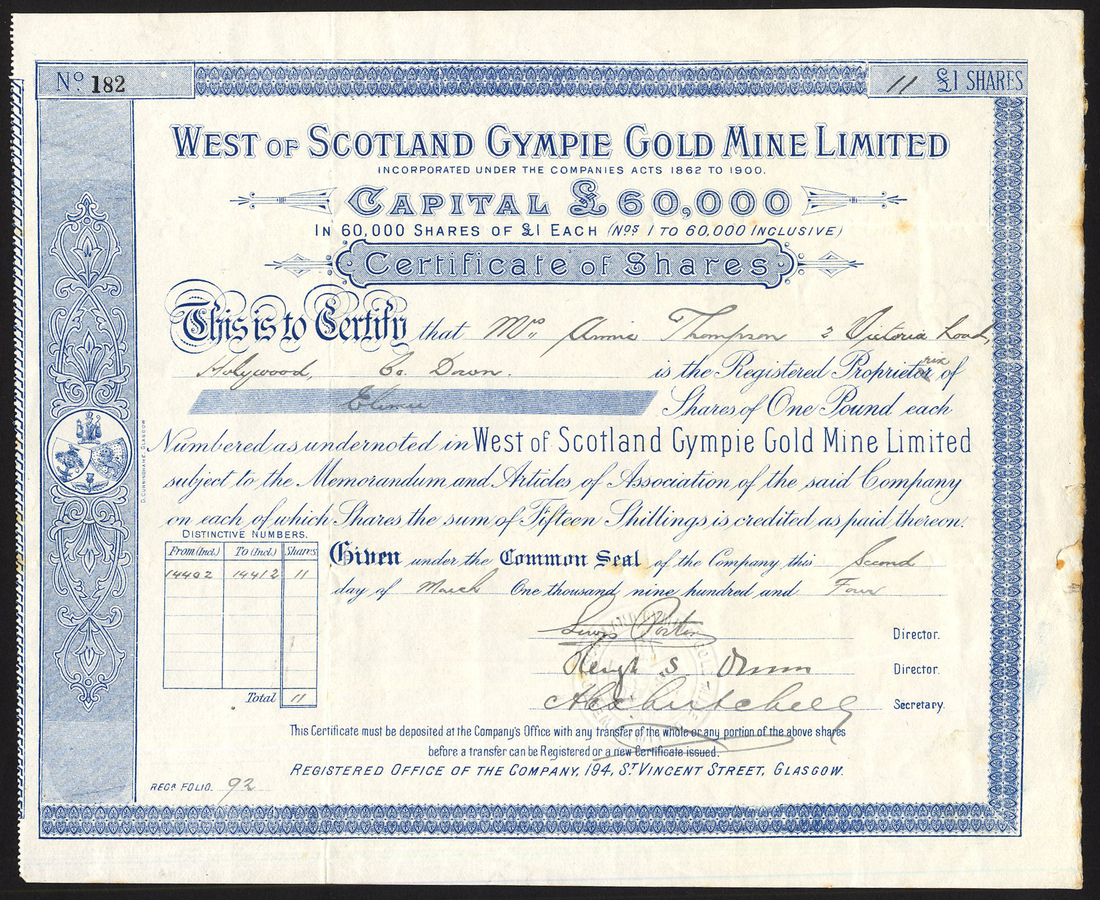 No. 182
11 £1 SHARES
WEST OF SCOTLAND GYMPIE GOLD MINE LIMITED
INCORPORATED UNDER THE COMPANIES ACTS 1862 TO 1900.
CAPITAL £60,000
IN 60,000 SHARES OF £1 EACH (Nos 1 TO 60,000 INCLUSIVE)
Certificate of Shares
This is to Certify that Mrs Annie Thompson 2 Victoria Road,
Holywood, Co Down. is the Registered Proprietrix of
Eleven Shares of One Pound each
Numbered as undernoted in West of Scotland Gympie Gold Mine Limited
subject to the Memorandum and Articles of Association of the said Company
on each of which Shares the sum of Fifteen Shillings is credited as paid thereon.
DISTINCTIVE NUMBERS.
From (Incl.) To (Incl.) Shares
14402 14412 11
Total 11
Given under the Common Seal of the Company this Second
day of March One thousand, nine hundred and Four
Director.
Director.
Secretary.
This Certificate must be deposited at the Company's Office with any transfer of the whole or any portion of the above shares
before a transfer can be Registered or a new Certificate issued.
REGISTERED OFFICE OF THE COMPANY, 194, ST VINCENT STREET, GLASGOW.
REGR FOLIO. 92
D. CUNNINGHAME GLASGOW